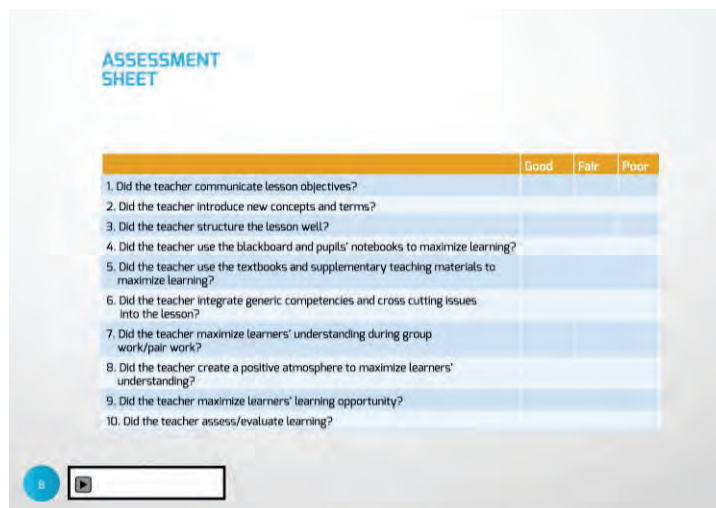 ASSESSMENT
SHEET
Good Fair Poor
1. Did the teacher communicate lesson objectives?
2. Did the teacher introduce new concepts and terms?
3. Did the teacher structure the lesson well?
4. Did the teacher use the blackboard and pupils' notebooks to maximize learning?
5. Did the teacher use the textbooks and supplementary teaching materials to
maximize learning?
6. Did the teacher integrate generic competencies and cross cutting issues
into the lesson?
7. Did the teacher maximize learners' understanding during group
work/pair work?
8. Did the teacher create a positive atmosphere to maximize learners'
understanding?
9. Did the teacher maximize learners' learning opportunity?
10. Did the teacher assess/evaluate learning?
8